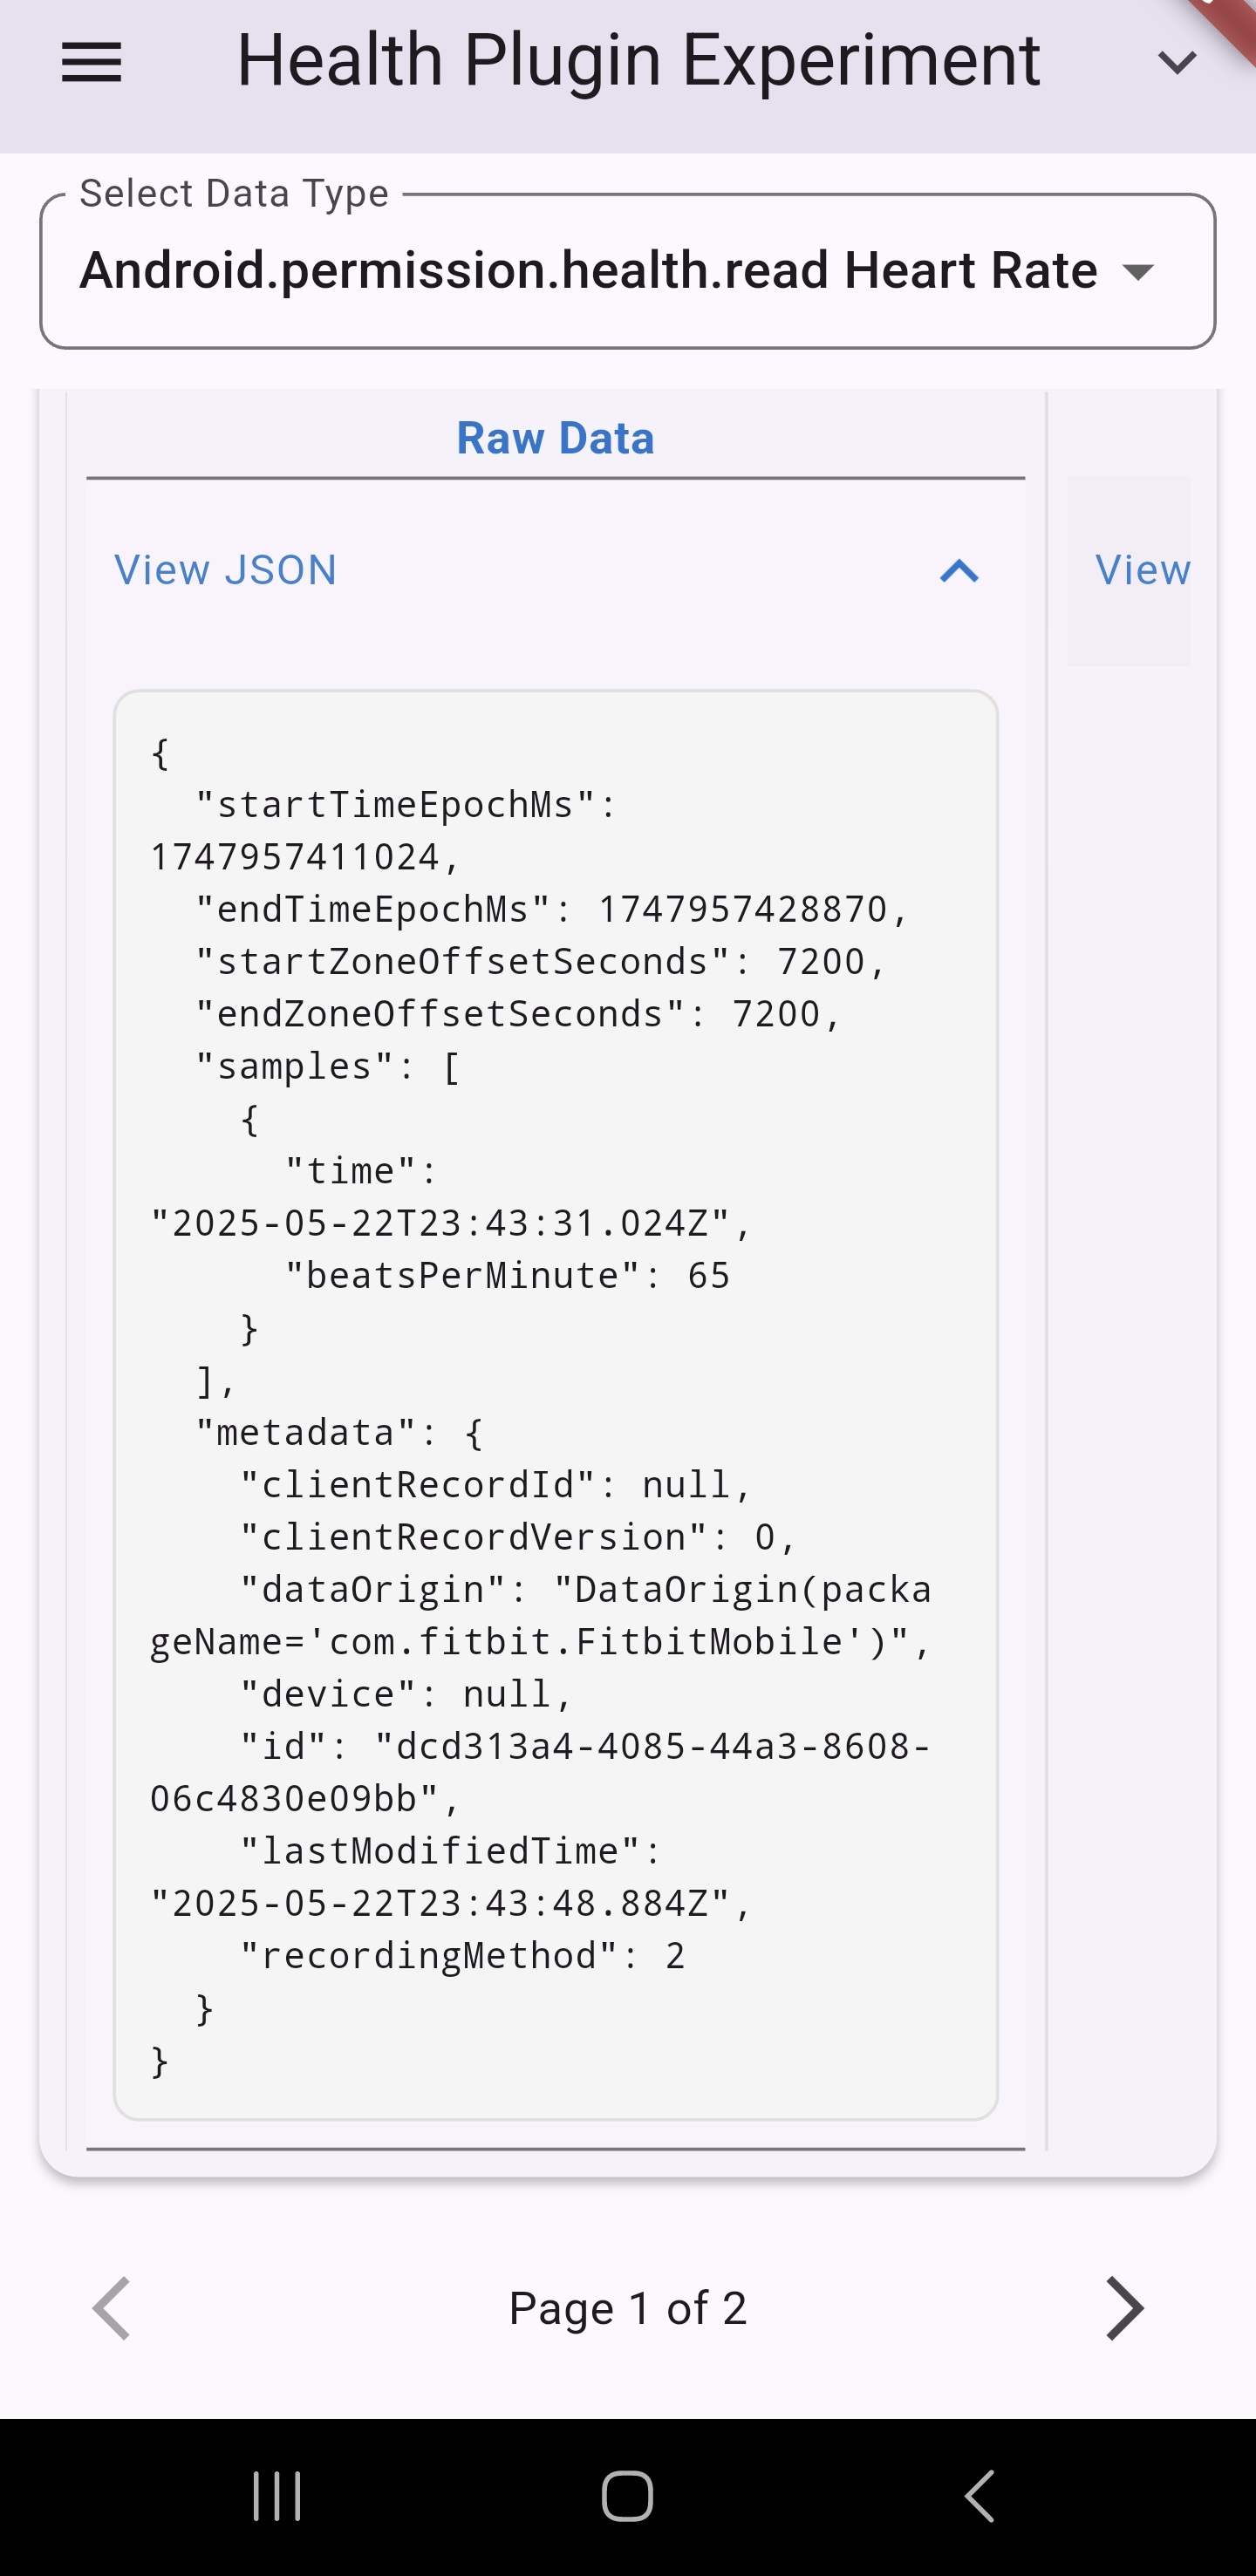 Health Plugin Experiment
Select Data Type
Android.permission.health.read Heart Rate
Raw Data
View JSON
View
{
  "startTimeEpochMs":
1747957411024,
  "endTimeEpochMs": 1747957428870,
  "startZoneOffsetSeconds": 7200,
  "endZoneOffsetSeconds": 7200,
  "samples": [
    {
      "time":
"2025-05-22T23:43:31.024Z",
      "beatsPerMinute": 65
    }
  ],
  "metadata": {
    "clientRecordId": null,
    "clientRecordVersion": 0,
    "dataOrigin": "DataOrigin(packa
geName='com.fitbit.FitbitMobile')",
    "device": null,
    "id": "dcd313a4-4085-44a3-8608-
06c4830e09bb",
    "lastModifiedTime":
"2025-05-22T23:43:48.884Z",
    "recordingMethod": 2
  }
}
Page 1 of 2